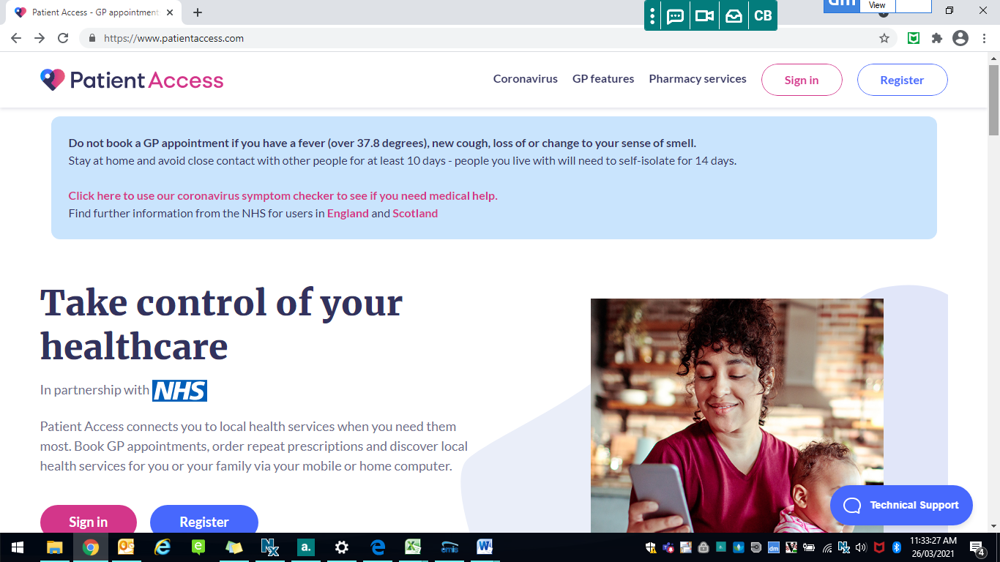 Patient Access - GP appointment
https://www.patientaccess.com
CB
dm
View
Patient Access
Coronavirus
GP features
Pharmacy services
Sign in
Register
Do not book a GP appointment if you have a fever (over 37.8 degrees), new cough, loss of or change to your sense of smell.
Stay at home and avoid close contact with other people for at least 10 days - people you live with will need to self-isolate for 14 days.
Click here to use our coronavirus symptom checker to see if you need medical help.
Find further information from the NHS for users in England and Scotland
Take control of your
healthcare
In partnership with NHS
Patient Access connects you to local health services when you need them
most. Book GP appointments, order repeat prescriptions and discover local
health services for you or your family via your mobile or home computer.
Sign in
Register
Technical Support
11:33:27 AM
26/03/2021
4